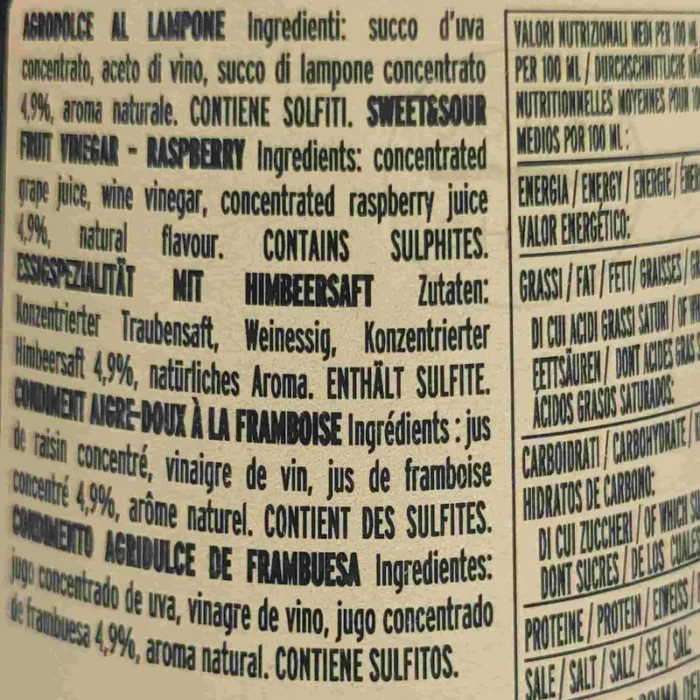 AGRODOLCE AL LAMPONE Ingredienti: succo d'uva
concentrato, aceto di vino, succo di lampone concentrato
4,9%, aroma naturale. CONTIENE SOLFITI. SWEET&SOUR
FRUIT VINEGAR - RASPBERRY Ingredients: concentrated
grape juice, wine vinegar, concentrated raspberry juice
4,9%, natural flavour. CONTAINS SULPHITES.
ESSIGSPEZIALITÄT MIT HIMBEERSAFT Zutaten:
Konzentrierter Traubensaft, Weinessig, Konzentrierter
Himbeersaft 4,9%, natürliches Aroma. ENTHÄLT SULFITE.
CONDIMENT AIGRE-DOUX À LA FRAMBOISE Ingrédients : jus
de raisin concentré, vinaigre de vin, jus de framboise
concentré 4,9%, arôme naturel. CONTIENT DES SULFITES.
CONDIMENTO AGRIDULCE DE FRAMBUESA Ingredientes:
jugo concentrado de uva, vinagre de vino, jugo concentrado
de frambuesa 4,9%, aroma natural. CONTIENE SULFITOS.
VALORI NUTRIZIONALI MEDI PER 100 ML
PER 100 ML / DURCHSCHNITTLICHE
NUTRITIONNELLES MOYENNES POUR
MEDIOS POR 100 ML :
ENERGIA / ENERGY / ENERGIE /
VALOR ENERGÉTICO:
GRASSI / FAT / FETT / GRAISSES /
DI CUI ACIDI GRASSI SATURI / OF
FETTSÄUREN / DONT ACIDES GRAS
ÁCIDOS GRASOS SATURADOS:
CARBOIDRATI / CARBOHYDRATE /
HIDRATOS DE CARBONO:
DI CUI ZUCCHERI / OF WHICH
DONT SUCRES / DE LOS
PROTEINE / PROTEIN / EIWEISS /
SALE / SALT / SALZ / SEL / SAL